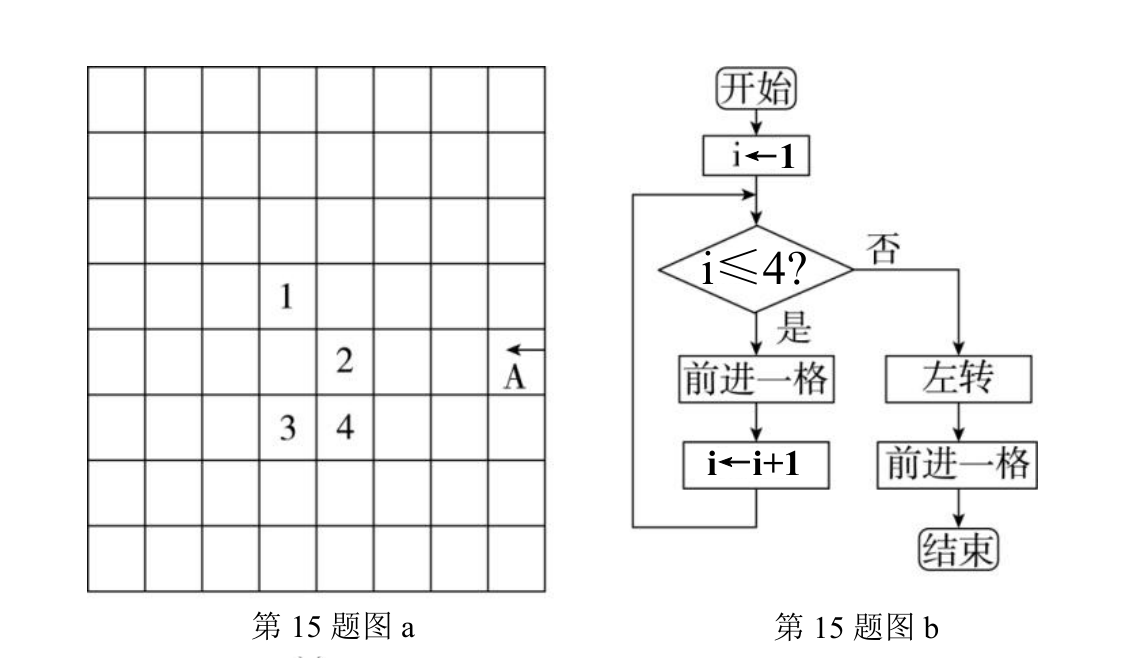 1
2
A
3 4
第 15 题图 a
开始
i←1
i≤4?
否
是
前进一格
左转
i←i+1
前进一格
结束
第 15 题图 b